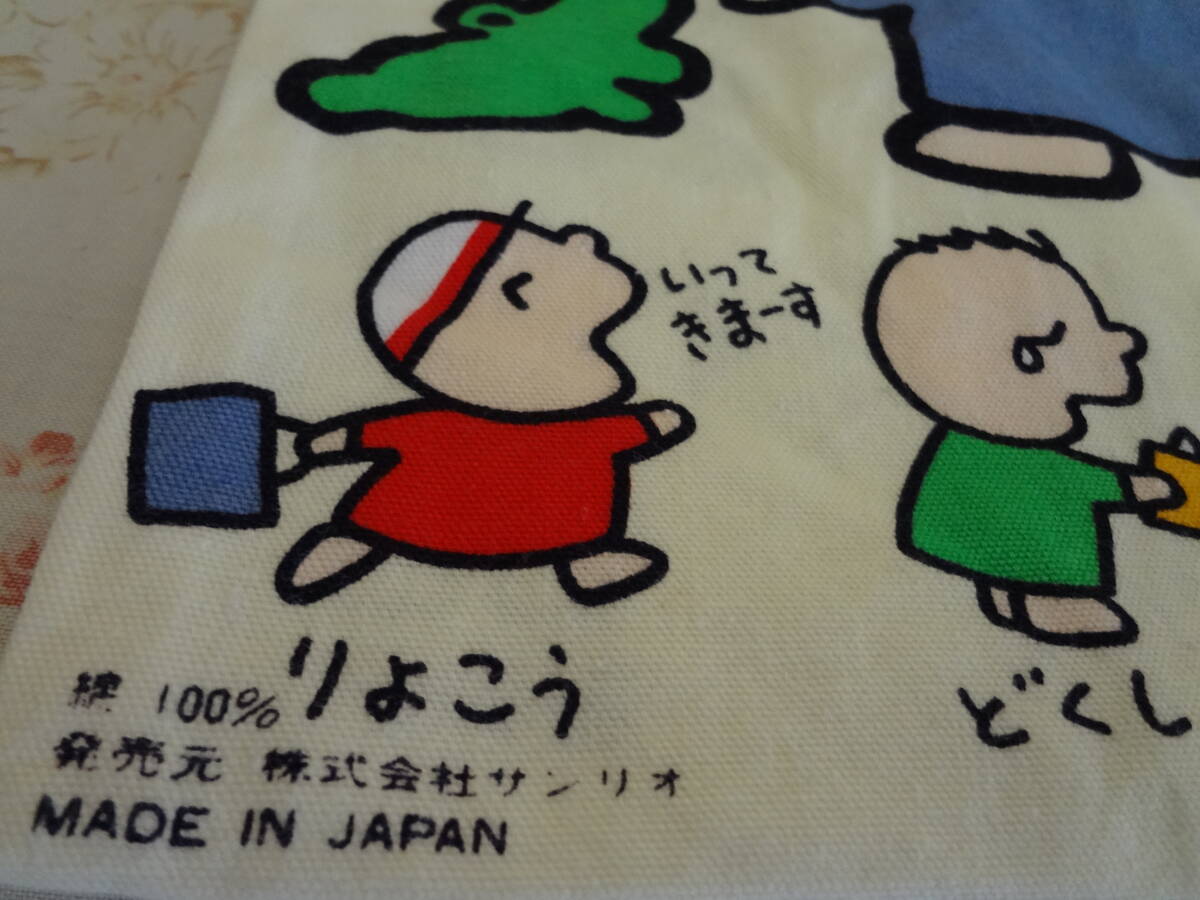 いって
きまーす
りよこう
どくし
綿 100%
発売元 株式会社サンリオ
MADE IN JAPAN